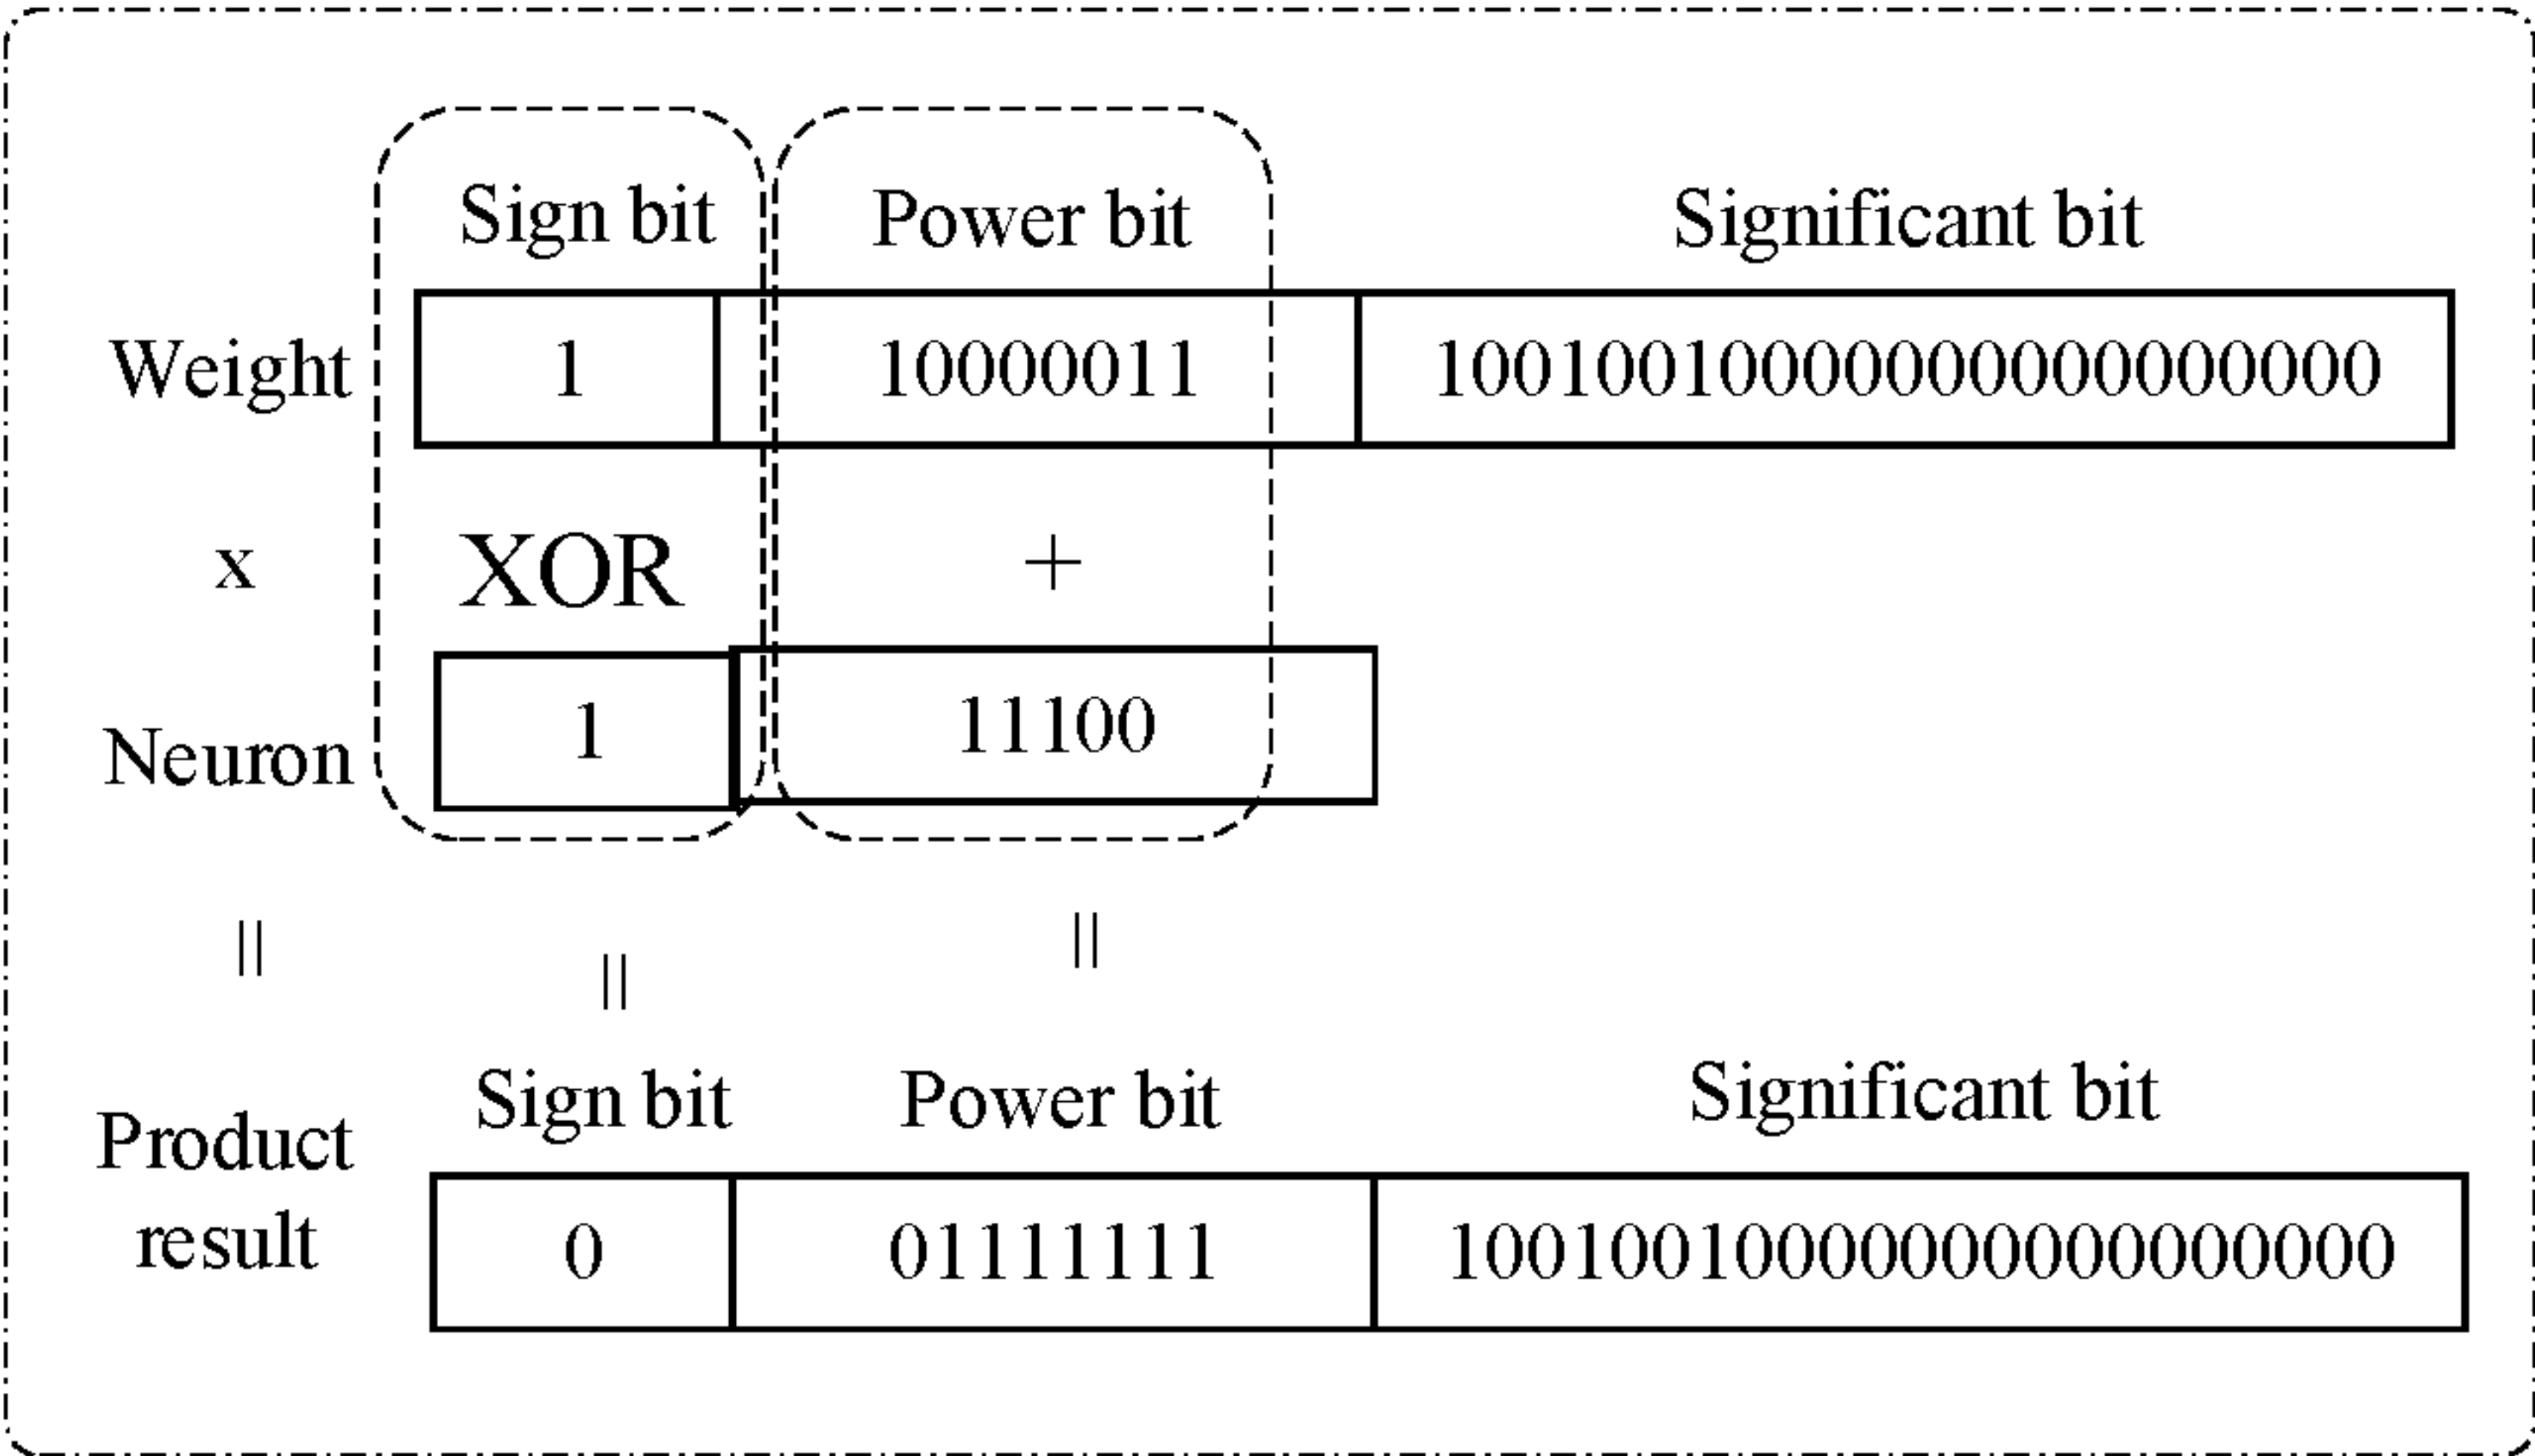 Sign bit Power bit Significant bit
Weight 1 10000011 10010010000000000000000
x XOR +
Neuron 1 11100
|| || ||
Sign bit Power bit Significant bit
Product
result 0 01111111 10010010000000000000000